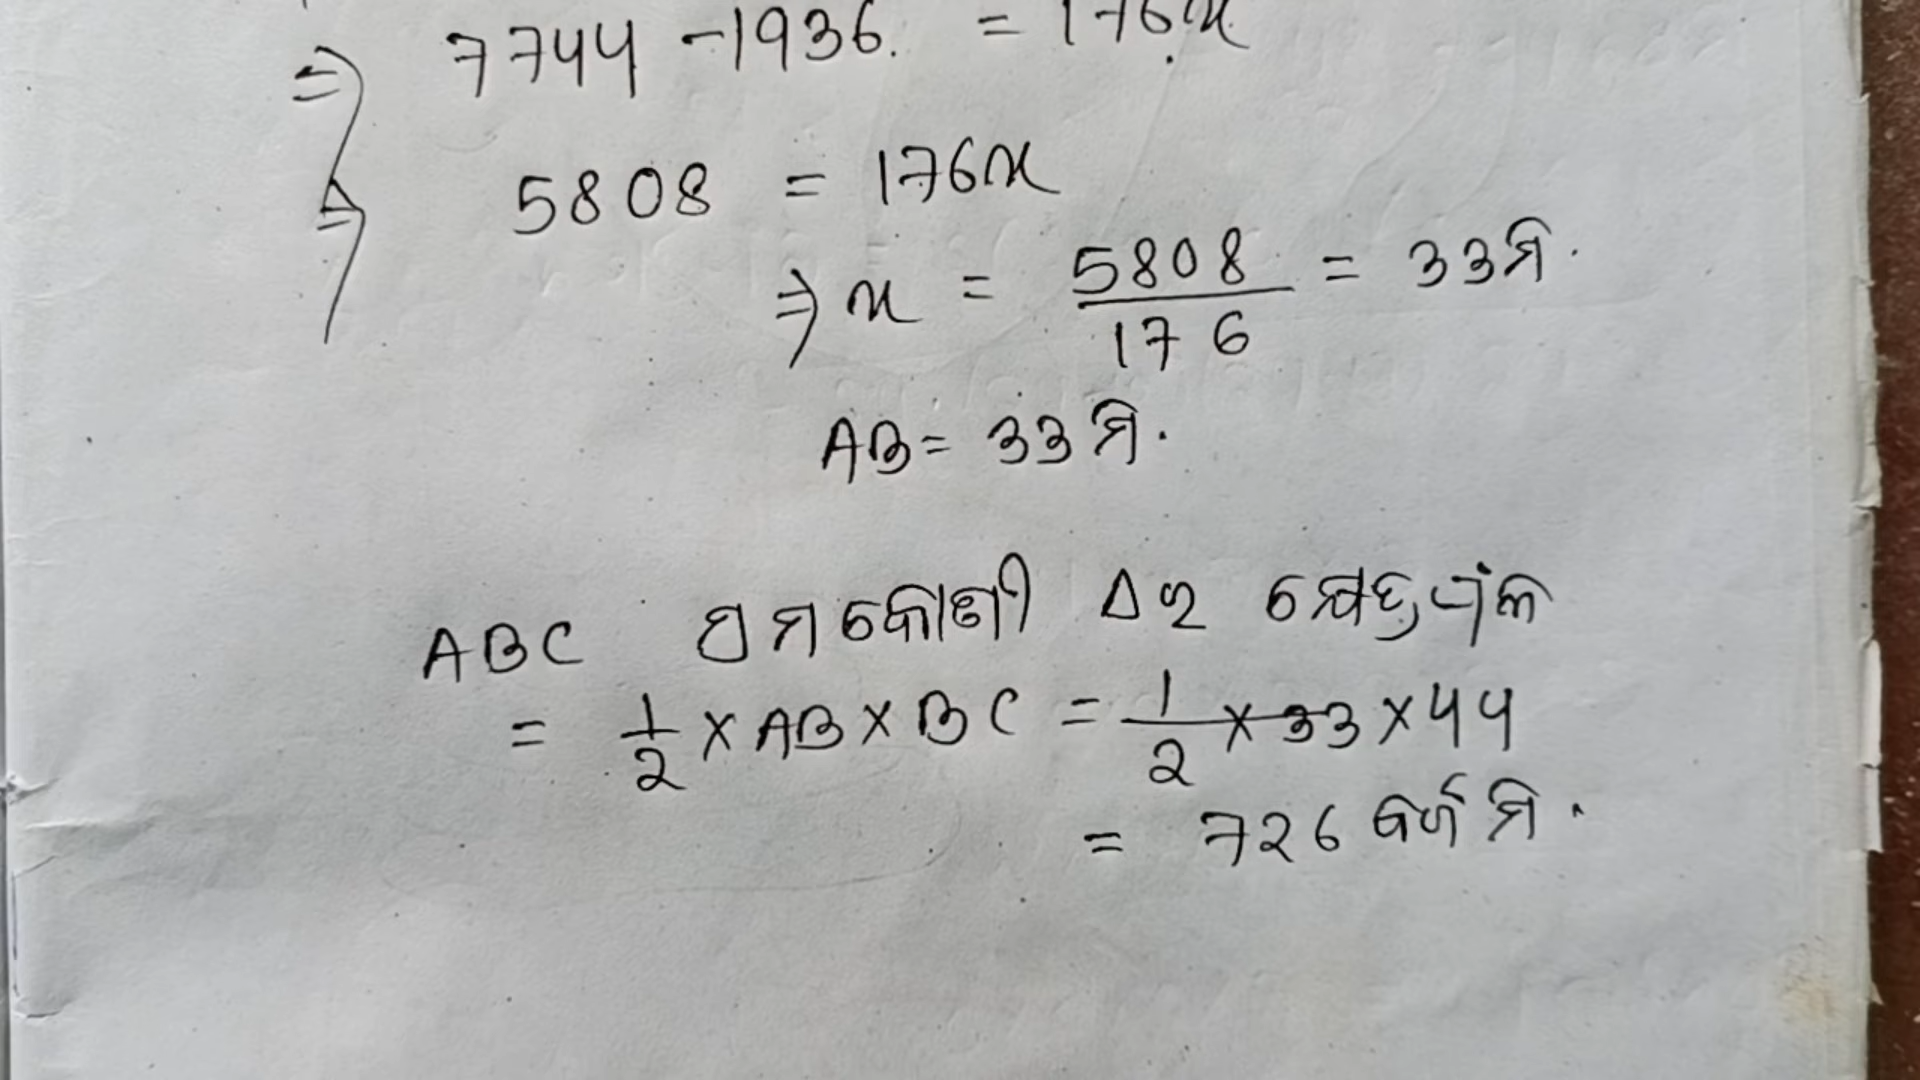 ⇒ 7744 - 1936 = 176x
⇒ 5808 = 176x
⇒ x = 5808/176 = 33ମି.
AB = 33ମି.
ABC ସମକୋଣୀ Δର କ୍ଷେତ୍ରଫଳ
= 1/2 × AB × BC = 1/2 × 33 × 44
= 726 ବର୍ଗ ମି.